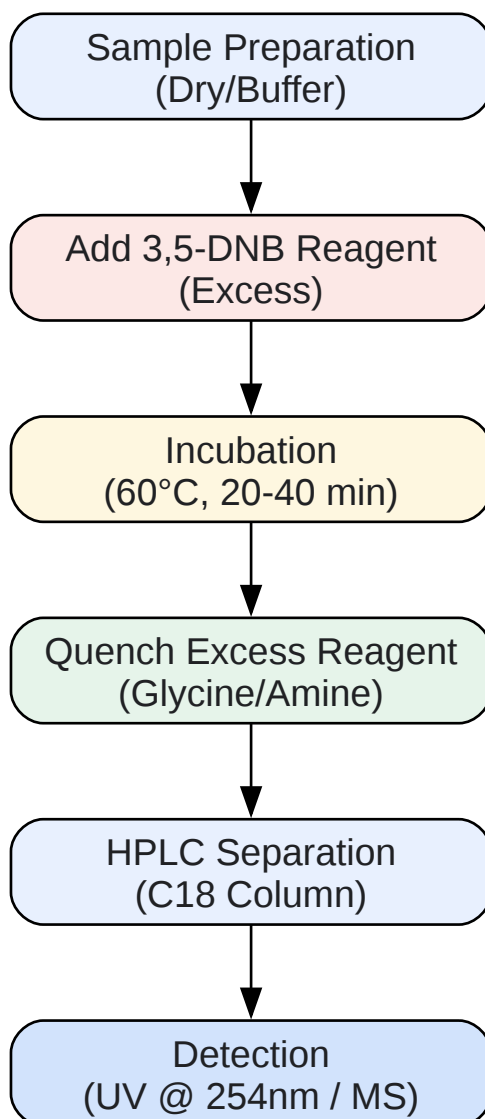 Sample Preparation
(Dry/Buffer)
Add 3,5-DNB Reagent
(Excess)
Incubation
(60°C, 20-40 min)
Quench Excess Reagent
(Glycine/Amine)
HPLC Separation
(C18 Column)
Detection
(UV @ 254nm / MS)